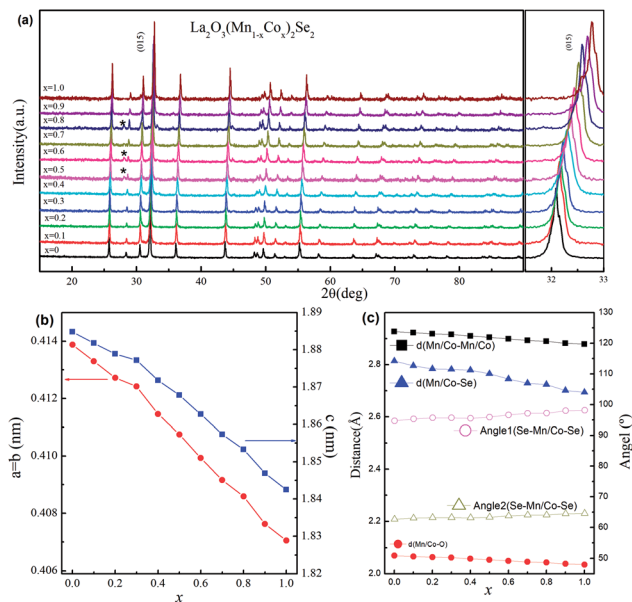 (a)
La2O3(Mn1-xCox)2Se2
(015)
(015)
Intensity(a.u.)
x=1.0
x=0.9
x=0.8
*
x=0.7
x=0.6
*
x=0.5
*
x=0.4
x=0.3
x=0.2
x=0.1
x=0
20 30 40 50 60 70 80
32 33
2θ(deg)
(b)
0.414
0.412
0.410
0.408
0.406
a=b (nm)
1.89
1.88
1.87
1.86
1.85
1.84
1.83
1.82
c (nm)
0.0 0.2 0.4 0.6 0.8 1.0
x
(c)
2.8
2.6
2.4
2.2
2.0
Distance(Å)
130
120
110
100
90
80
70
60
50
Angel (º)
d(Mn/Co-Mn/Co)
d(Mn/Co-Se)
Angle1(Se-Mn/Co-Se)
Angle2(Se-Mn/Co-Se)
d(Mn/Co-O)
0.0 0.2 0.4 0.6 0.8 1.0
x